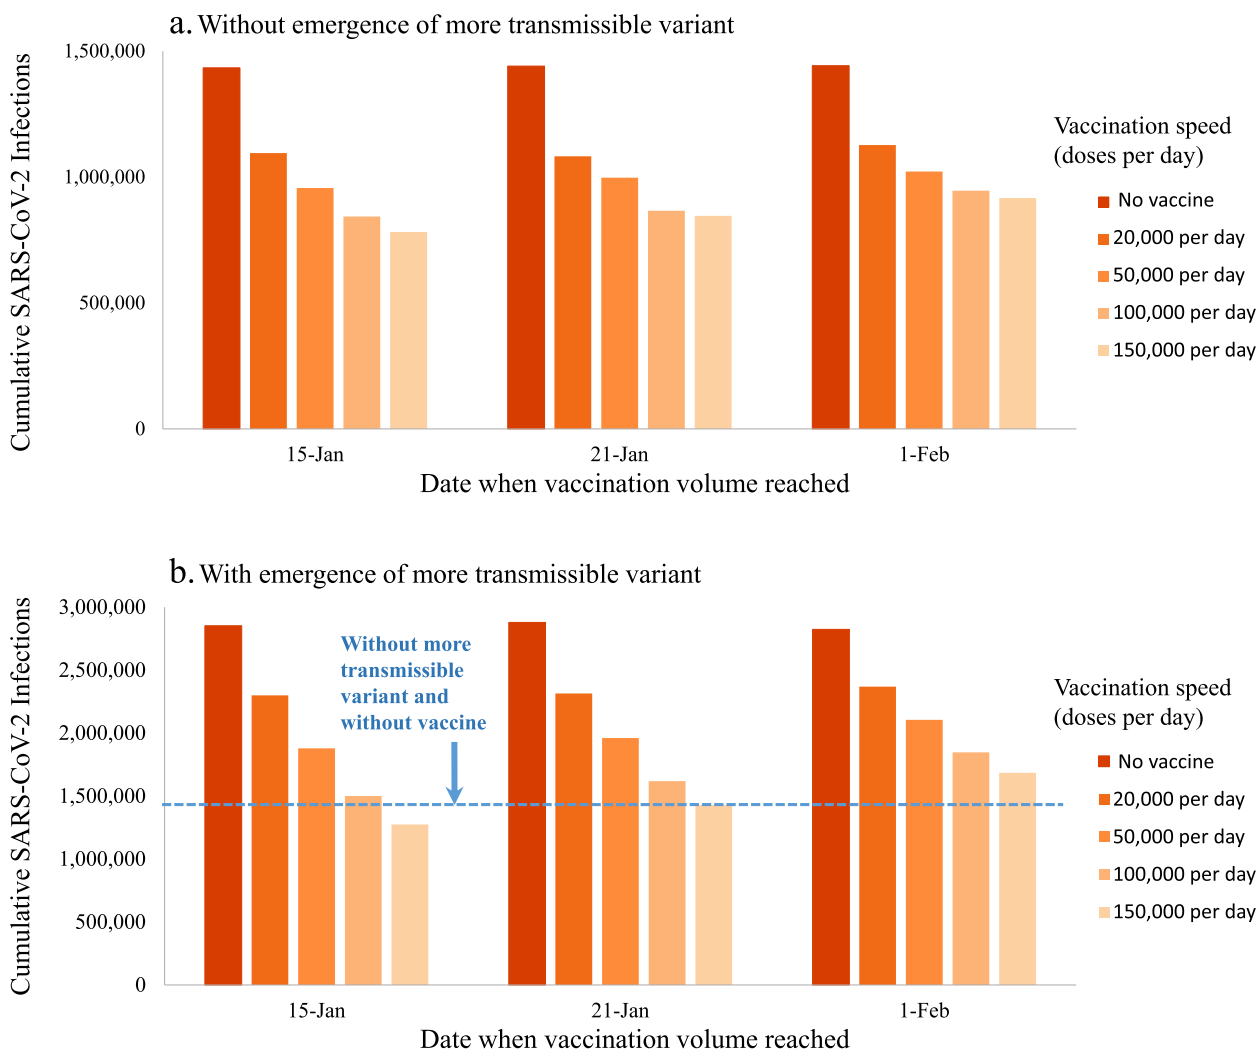 a. Without emergence of more transmissible variant
Cumulative SARS-CoV-2 Infections
1,500,000
1,000,000
500,000
0
15-Jan
21-Jan
1-Feb
Date when vaccination volume reached
Vaccination speed
(doses per day)
No vaccine
20,000 per day
50,000 per day
100,000 per day
150,000 per day
b. With emergence of more transmissible variant
Cumulative SARS-CoV-2 Infections
3,000,000
2,500,000
2,000,000
1,500,000
1,000,000
500,000
0
Without more
transmissible
variant and
without vaccine
15-Jan
21-Jan
1-Feb
Date when vaccination volume reached
Vaccination speed
(doses per day)
No vaccine
20,000 per day
50,000 per day
100,000 per day
150,000 per day